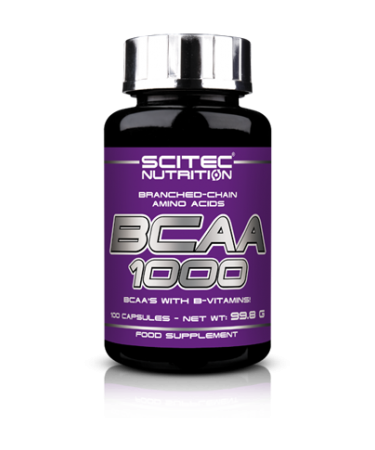 SCITEC®
NUTRITION
BRANCHED-CHAIN
AMINO ACIDS
BCAA
1000
BCAA'S WITH B-VITAMINS!
100 CAPSULES - NET WT: 99.8 G
FOOD SUPPLEMENT